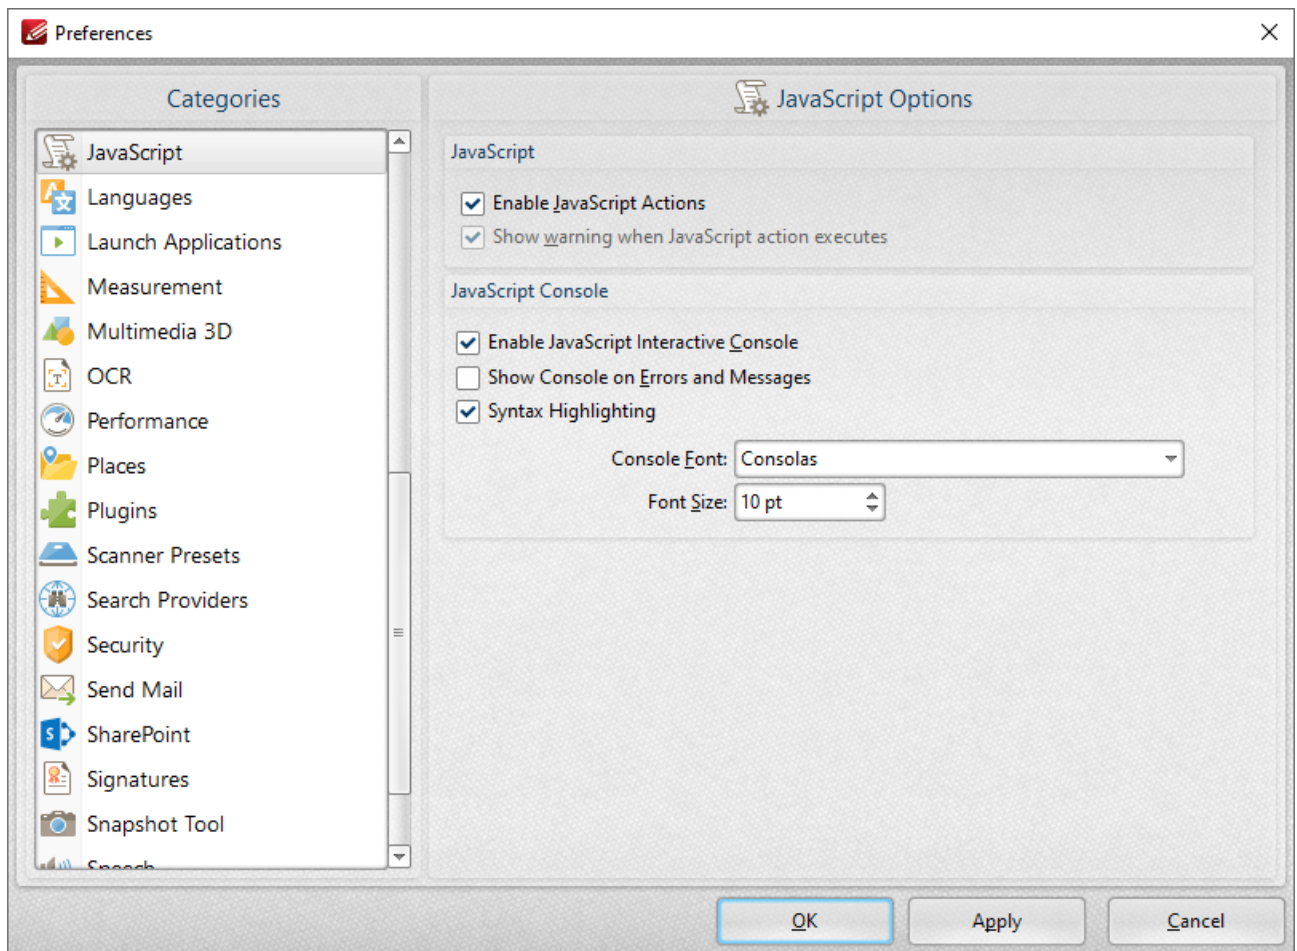 Preferences
Categories
JavaScript
Languages
Launch Applications
Measurement
Multimedia 3D
OCR
Performance
Places
Plugins
Scanner Presets
Search Providers
Security
Send Mail
SharePoint
Signatures
Snapshot Tool
Speech
JavaScript Options
JavaScript
Enable JavaScript Actions
Show warning when JavaScript action executes
JavaScript Console
Enable JavaScript Interactive Console
Show Console on Errors and Messages
Syntax Highlighting
Console Font: Consolas
Font Size: 10 pt
OK Apply Cancel